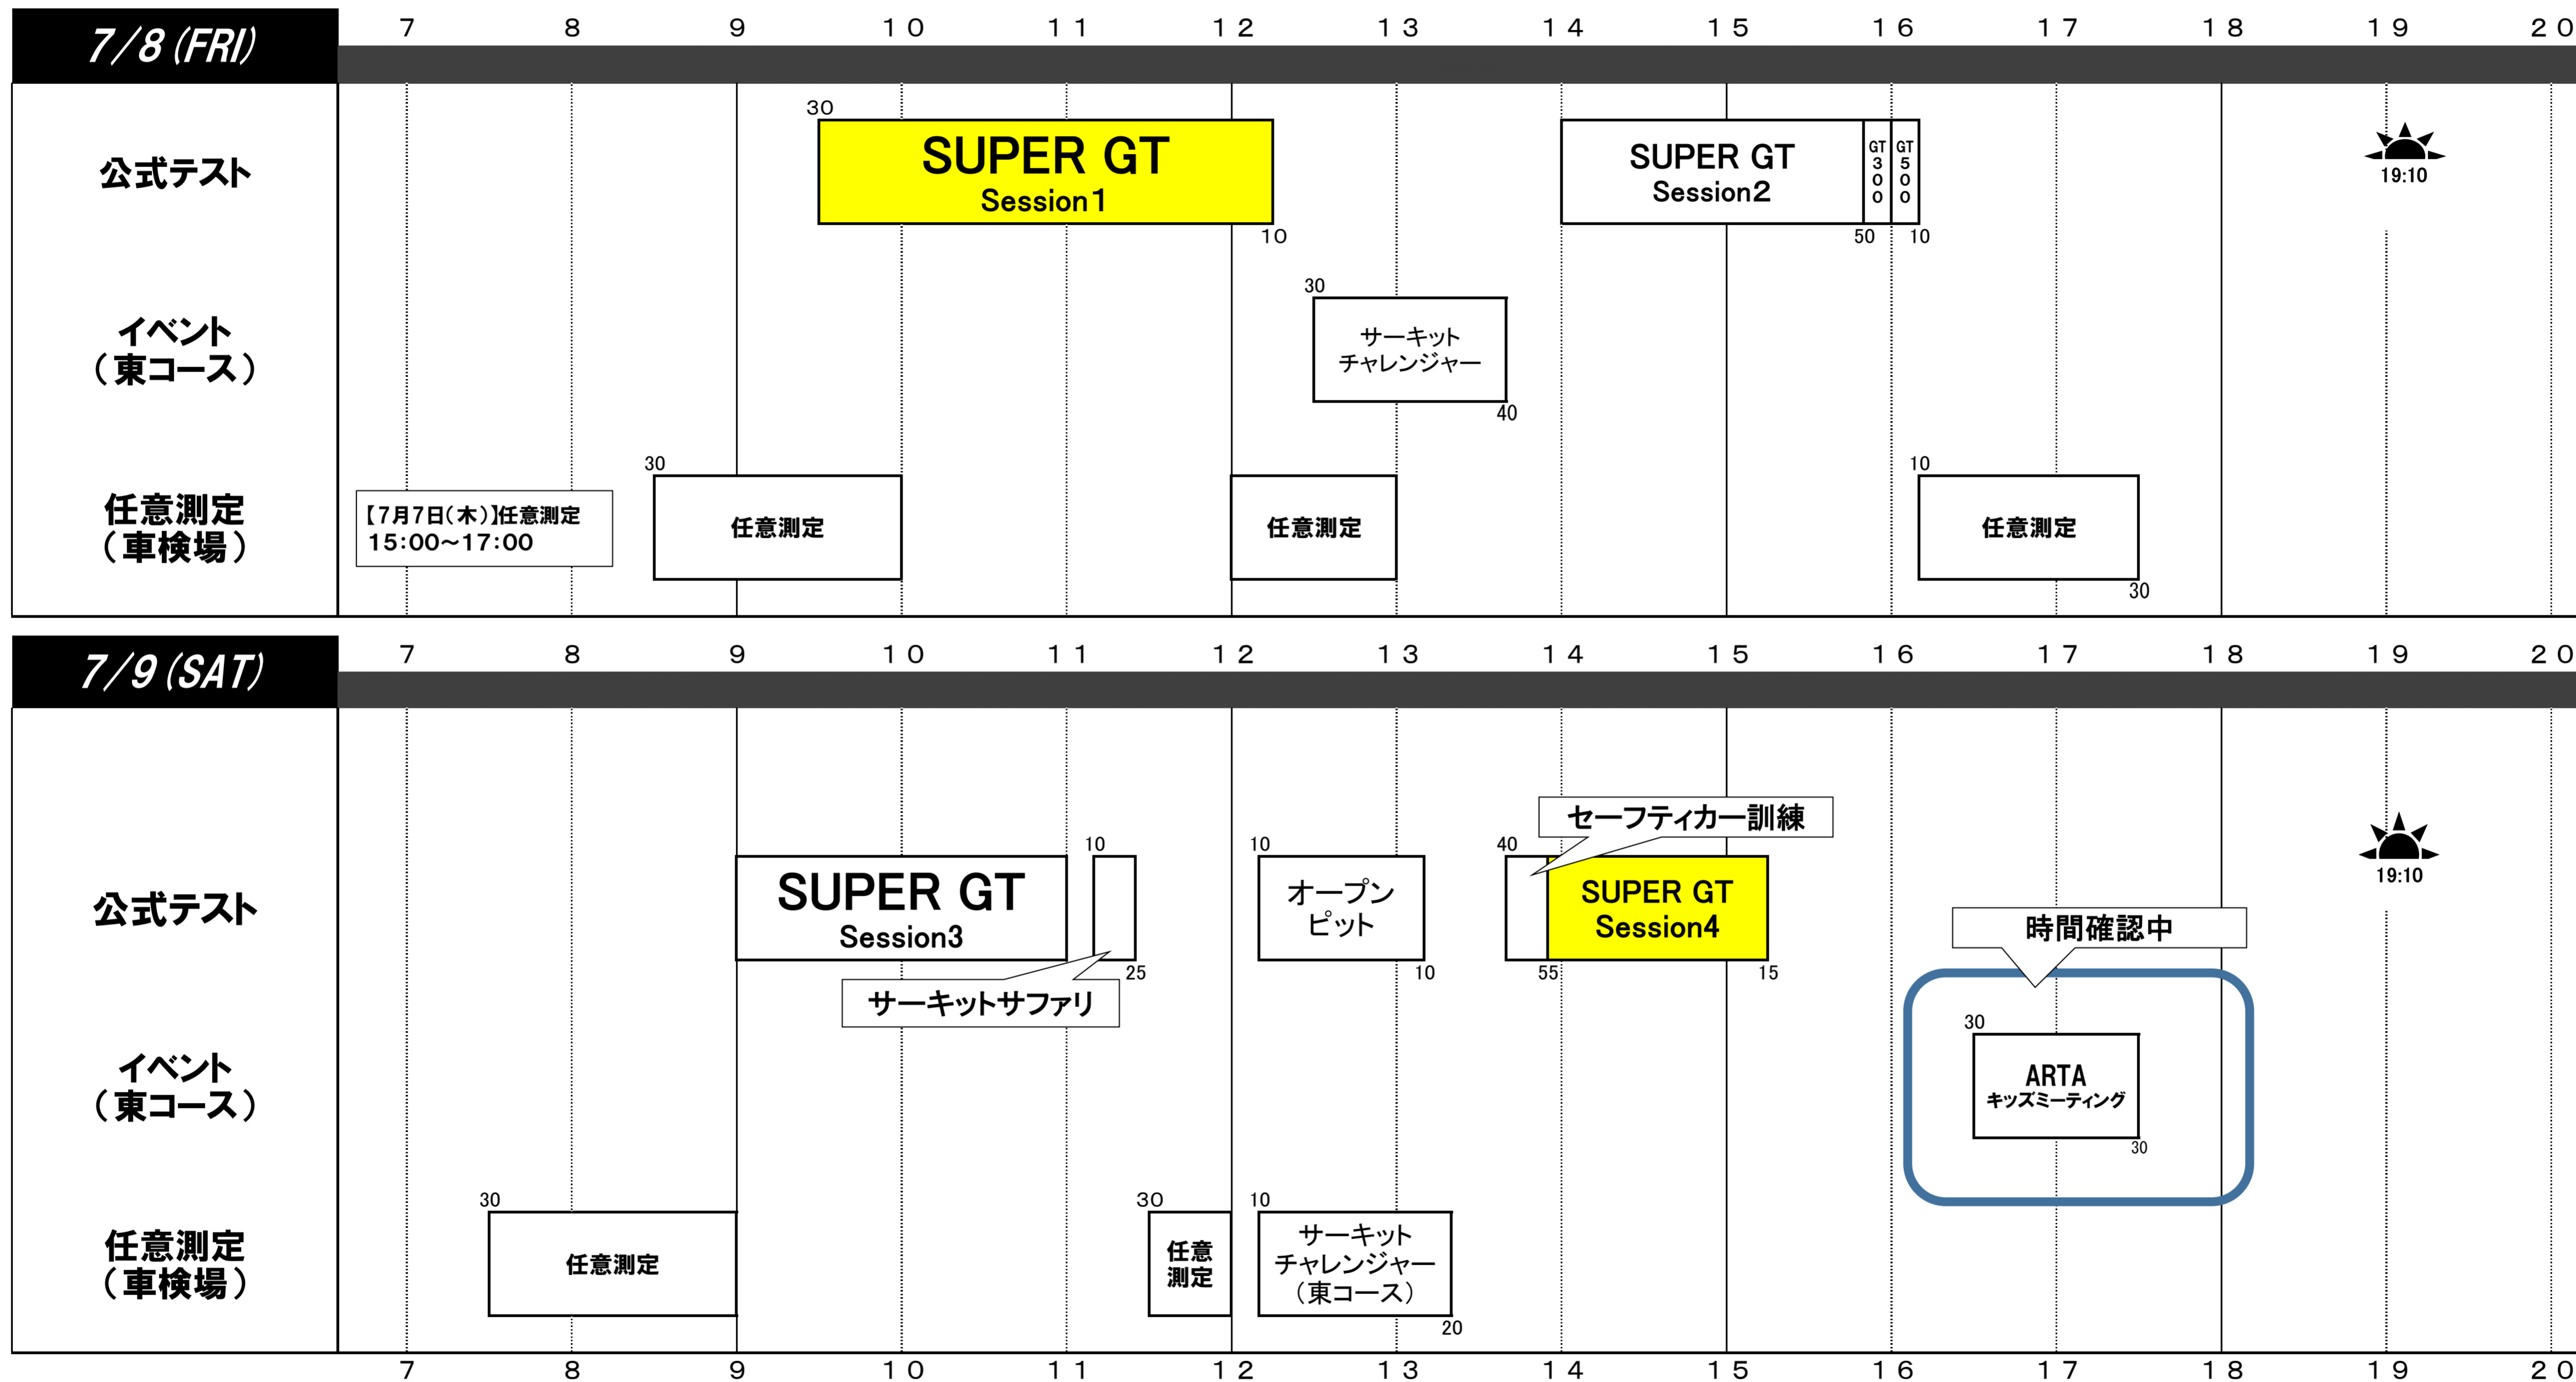 7/8(FRI)
7 8 9 10 11 12 13 14 15 16 17 18 19 20
公式テスト
30
SUPER GT
Session1
10
SUPER GT
Session2
GT300
GT500
50
10
19:10
イベント
（東コース）
30
サーキット
チャレンジャー
40
任意測定
（車検場）
【7月7日（木）】任意測定
15:00～17:00
30
任意測定
任意測定
10
任意測定
30
7/9(SAT)
7 8 9 10 11 12 13 14 15 16 17 18 19 20
公式テスト
SUPER GT
Session3
10
25
サーキットサファリ
10
オープン
ピット
10
セーフティカー訓練
40
55
SUPER GT
Session4
15
19:10
時間確認中
イベント
（東コース）
30
ARTA
キッズミーティング
30
任意測定
（車検場）
30
任意測定
30
任意
測定
10
サーキット
チャレンジャー
（東コース）
20
7 8 9 10 11 12 13 14 15 16 17 18 19 20